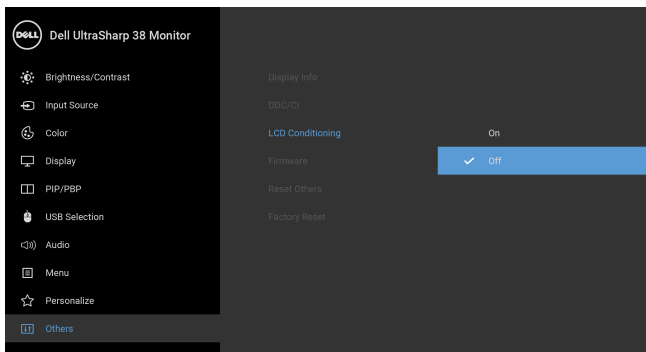 DELL Dell UltraSharp 38 Monitor
Brightness/Contrast
Display Info
Input Source
DDC/CI
Color
LCD Conditioning
On
Display
Firmware
Off
PIP/PBP
Reset Others
USB Selection
Factory Reset
Audio
Menu
Personalize
Others